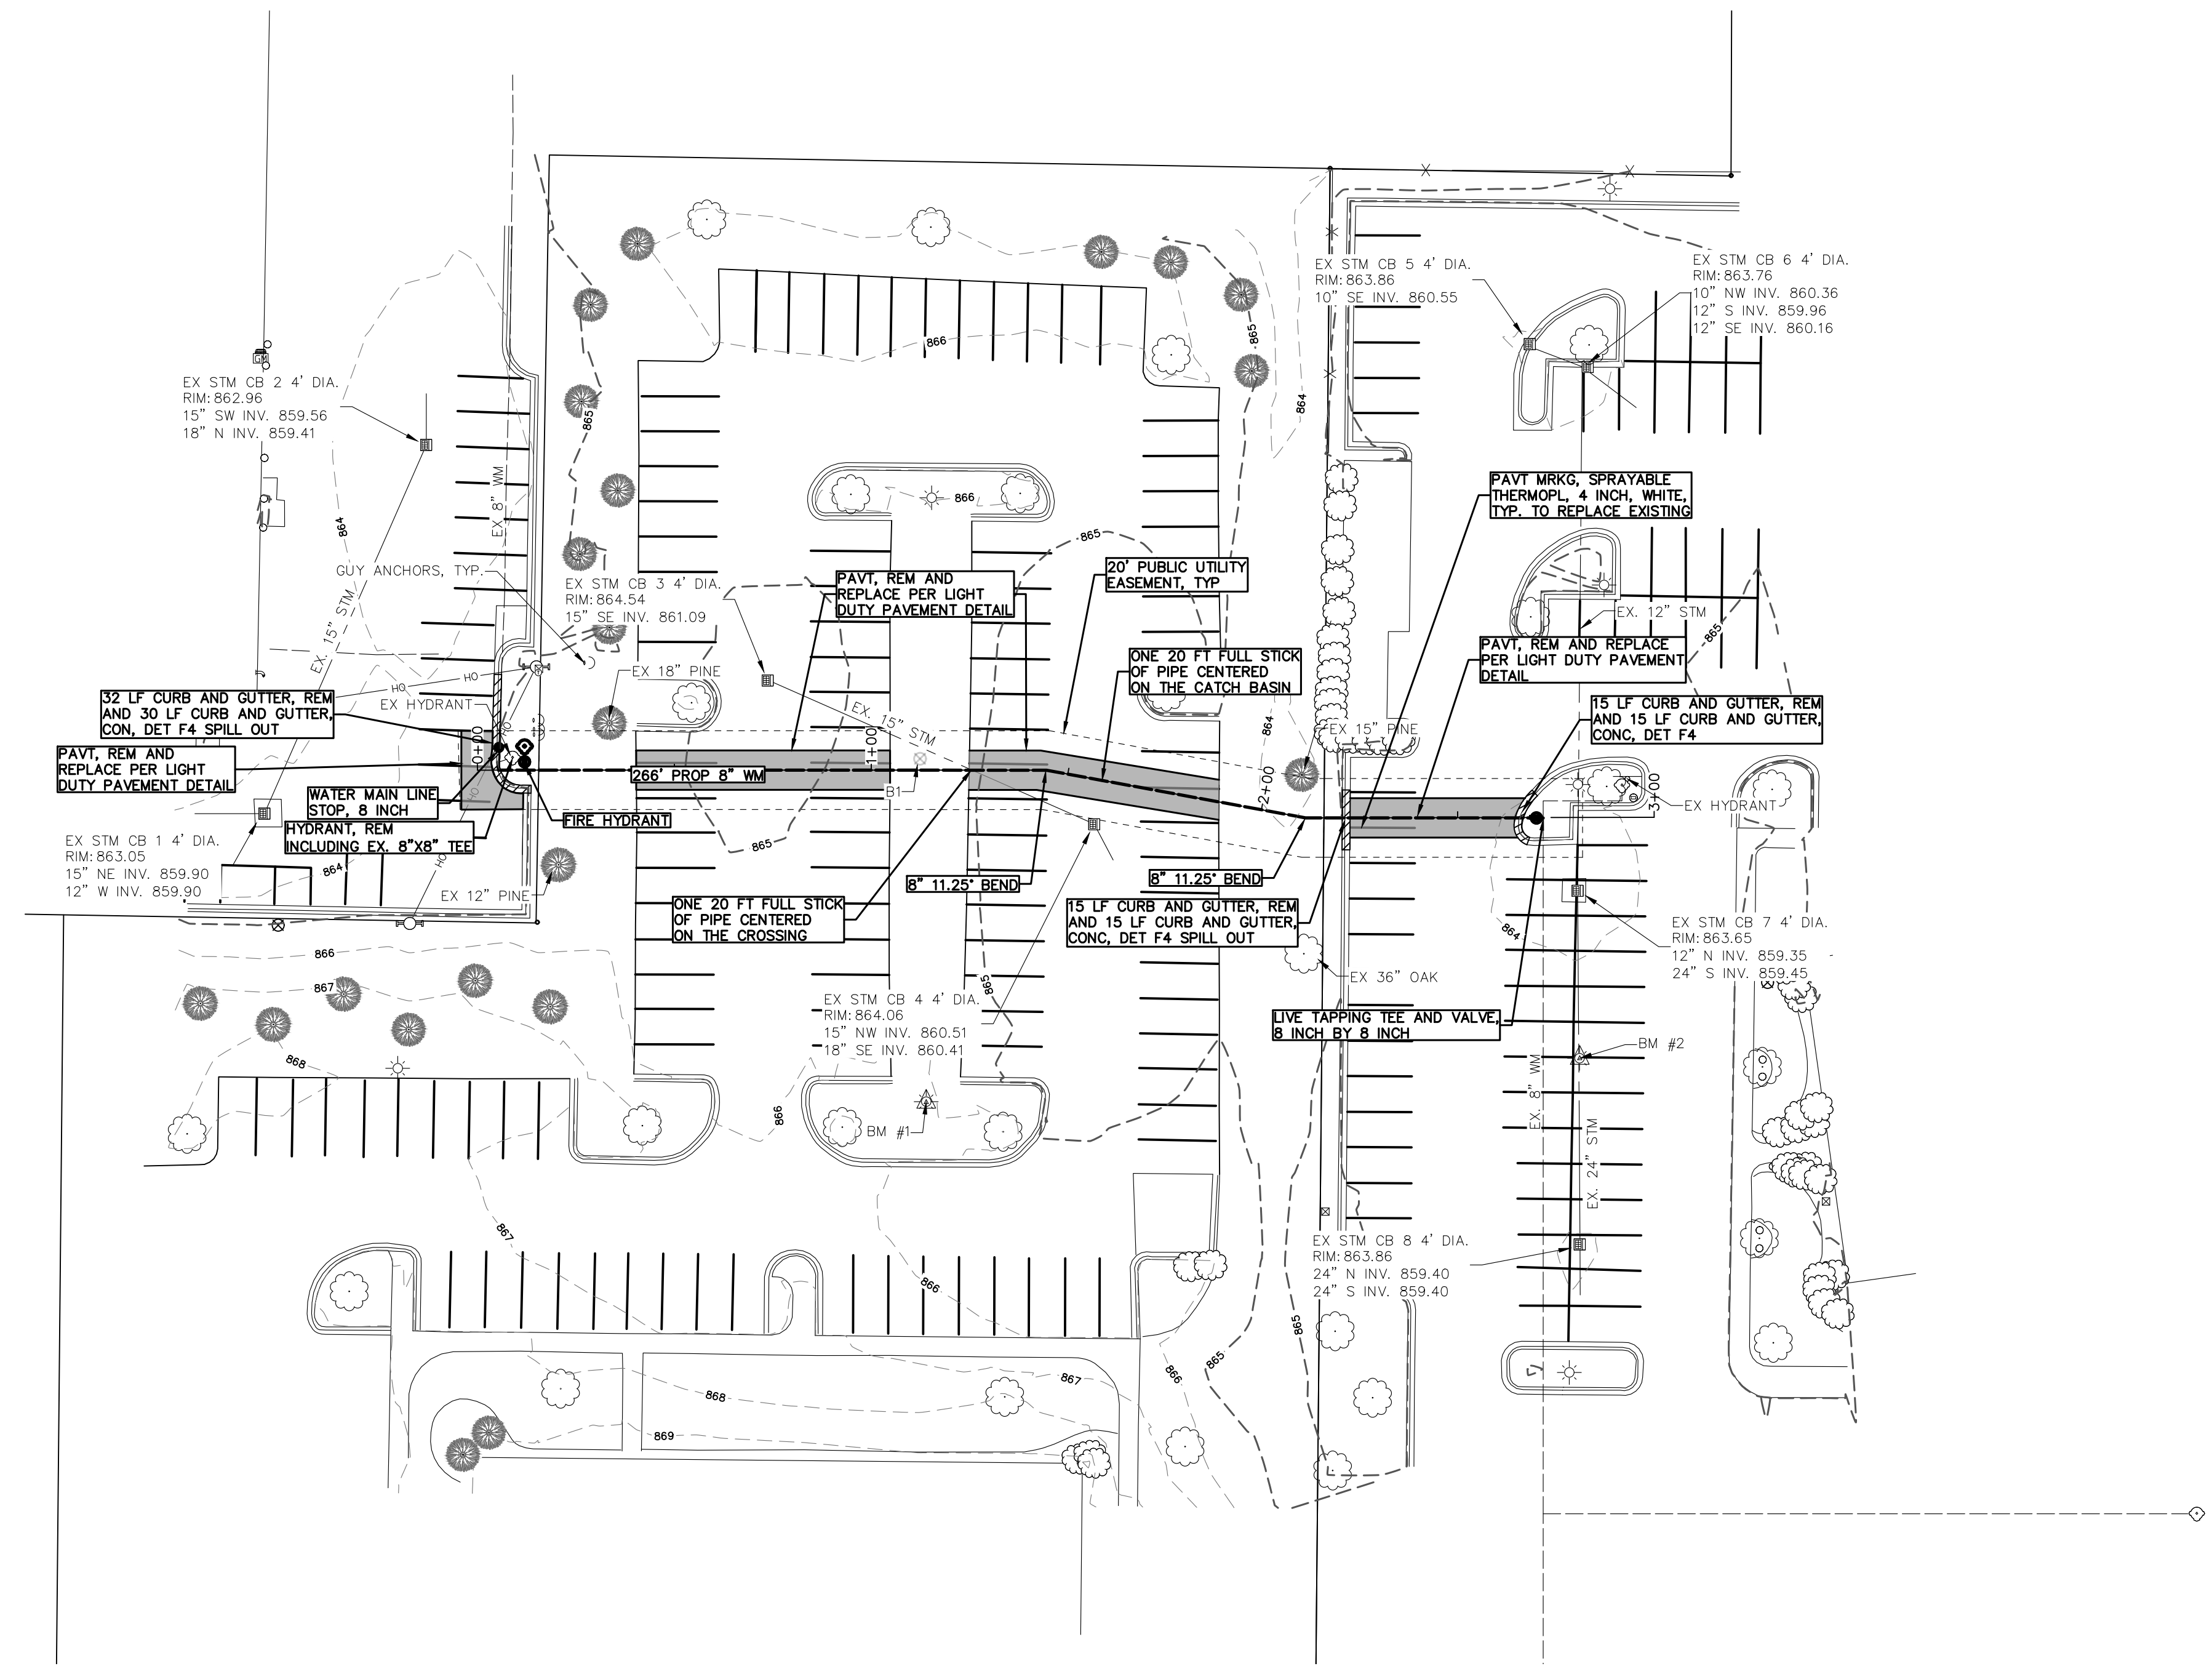 EX STM CB 5 4' DIA.
RIM: 863.86
10" SE INV. 860.55
EX STM CB 6 4' DIA.
RIM: 863.76
10" NW INV. 860.36
12" S INV. 859.96
12" SE INV. 860.16
866
865
864
865
GM
EX STM CB 2 4' DIA.
RIM: 862.96
15" SW INV. 859.56
18" N INV. 859.41
864
EX. 8" WM
866
865
PAVT MRKG, SPRAYABLE
THERMOPL, 4 INCH, WHITE,
TYP. TO REPLACE EXISTING
GUY ANCHORS, TYP.
EX STM CB 3 4' DIA.
RIM: 864.54
15" SE INV. 861.09
PAVT, REM AND
REPLACE PER LIGHT
DUTY PAVEMENT DETAIL
20' PUBLIC UTILITY
EASEMENT, TYP
EX. 12" STM
EX. 15" STM
865
PAVT, REM AND REPLACE
PER LIGHT DUTY PAVEMENT
DETAIL
ONE 20 FT FULL STICK
OF PIPE CENTERED
ON THE CATCH BASIN
EX 18" PINE
HO
32 LF CURB AND GUTTER, REM
AND 30 LF CURB AND GUTTER,
CON, DET F4 SPILL OUT
EX HYDRANT
15 LF CURB AND GUTTER, REM
AND 15 LF CURB AND GUTTER,
CONC, DET F4
EX. 15" STM
864
EX 15" PINE
0+00
HO
1+00
PAVT, REM AND
REPLACE PER LIGHT
DUTY PAVEMENT DETAIL
266' PROP 8" WM
2+00
3+00
B1
HO
WATER MAIN LINE
STOP, 8 INCH
EX HYDRANT
FIRE HYDRANT
HYDRANT, REM
INCLUDING EX. 8"X8" TEE
EX STM CB 1 4' DIA.
RIM: 863.05
15" NE INV. 859.90
12" W INV. 859.90
864
HO
865
EX 12" PINE
8" 11.25° BEND
8" 11.25° BEND
ONE 20 FT FULL STICK
OF PIPE CENTERED
ON THE CROSSING
15 LF CURB AND GUTTER, REM
AND 15 LF CURB AND GUTTER,
CONC, DET F4 SPILL OUT
EX STM CB 7 4' DIA.
RIM: 863.65
12" N INV. 859.35
24" S INV. 859.45
864
866
EX 36" OAK
867
865
EX STM CB 4 4' DIA.
RIM: 864.06
15" NW INV. 860.51
18" SE INV. 860.41
LIVE TAPPING TEE AND VALVE,
8 INCH BY 8 INCH
BM #2
868
EX. 8" WM
866
BM #1
EX. 24" STM
867
EX STM CB 8 4' DIA.
RIM: 863.86
24" N INV. 859.40
24" S INV. 859.40
866
865
865
866
867
868
869